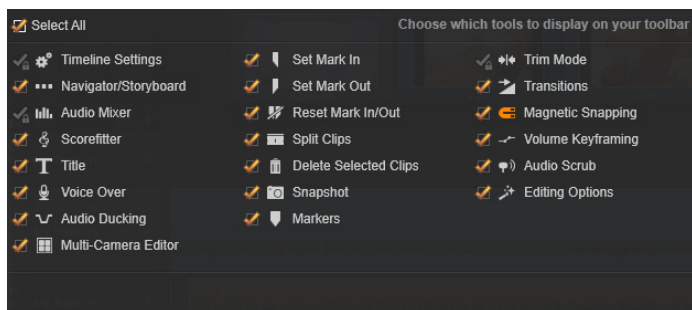 Select All
Choose which tools to display on your toolbar
Timeline Settings
Navigator/Storyboard
Audio Mixer
Scorefitter
Title
Voice Over
Audio Ducking
Multi-Camera Editor
Set Mark In
Set Mark Out
Reset Mark In/Out
Split Clips
Delete Selected Clips
Snapshot
Markers
Trim Mode
Transitions
Magnetic Snapping
Volume Keyframing
Audio Scrub
Editing Options